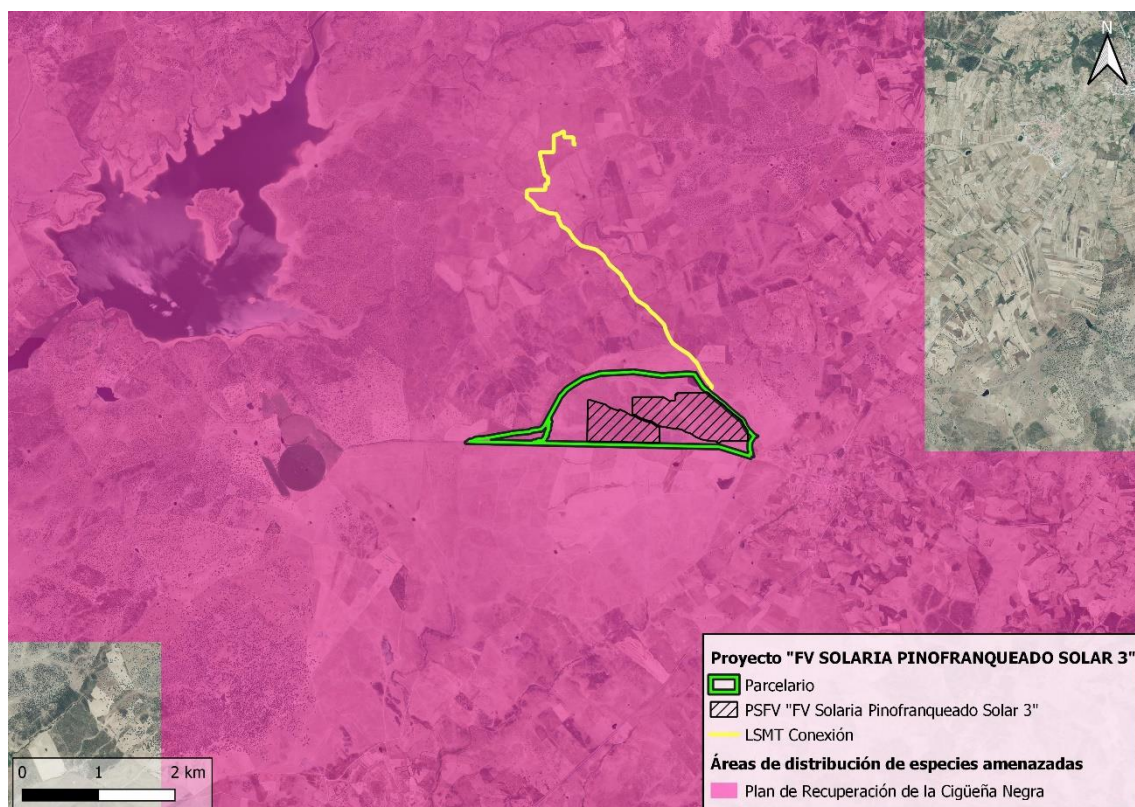 N
Proyecto "FV SOLARIA PINOFRANQUEADO SOLAR 3"
Parcelario
PSFV "FV Solaria Pinofranqueado Solar 3"
LSMT Conexión
Áreas de distribución de especies amenazadas
Plan de Recuperación de la Cigüeña Negra
0 1 2 km